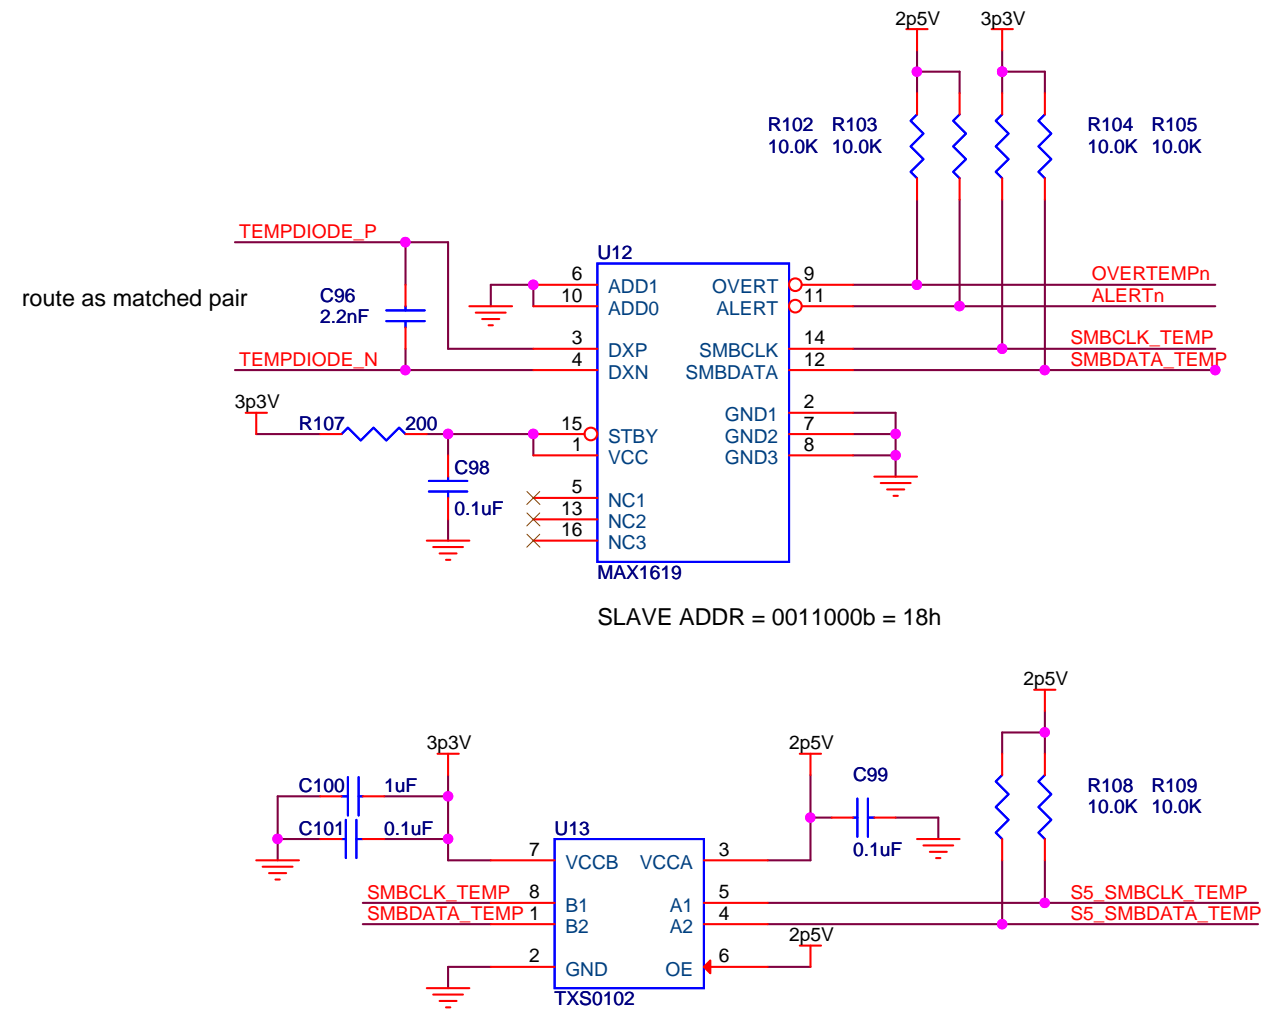 2p5V 3p3V
R102 R103 R104 R105
10.0K 10.0K 10.0K 10.0K
TEMPDIODE_P
U12
6 ADD1 OVERT 9 OVERTEMPn
10 ADD0 ALERT 11 ALERTn
route as matched pair
C96
2.2nF
3 DXP SMBCLK 14 SMBCLK_TEMP
TEMPDIODE_N 4 DXN SMBDATA 12 SMBDATA_TEMP
3p3V
R107 200
GND1 2
15 STBY GND2 7
1 VCC GND3 8
C98
0.1uF
5 NC1
13 NC2
16 NC3
MAX1619
SLAVE ADDR = 0011000b = 18h
2p5V
3p3V 2p5V
C100 1uF C99
R108 R109
10.0K 10.0K
C101 0.1uF U13 0.1uF
7 VCCB VCCA 3
SMBCLK_TEMP 8 B1 A1 5 S5_SMBCLK_TEMP
SMBDATA_TEMP 1 B2 A2 4 S5_SMBDATA_TEMP
2p5V
2 GND OE 6
TXS0102